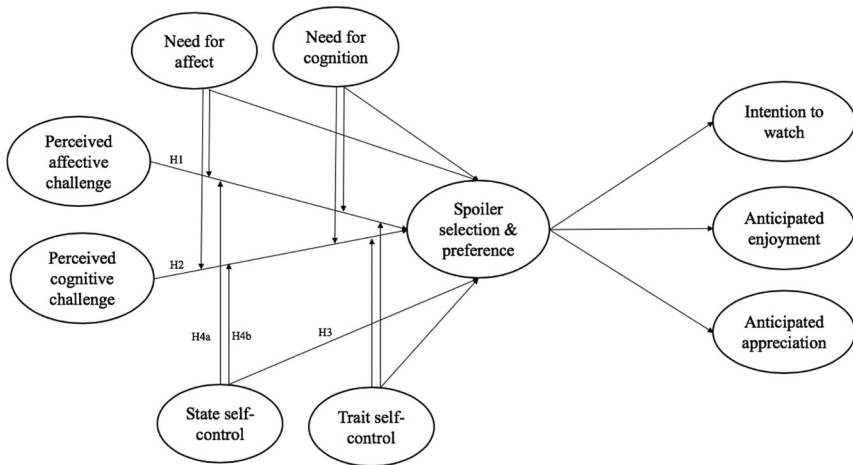 Need for
affect
Need for
cognition
Perceived
affective
challenge
H1
Intention to
watch
Spoiler
selection &
preference
Anticipated
enjoyment
Perceived
cognitive
challenge
H2
H4a
H4b
H3
Anticipated
appreciation
State self-
control
Trait self-
control